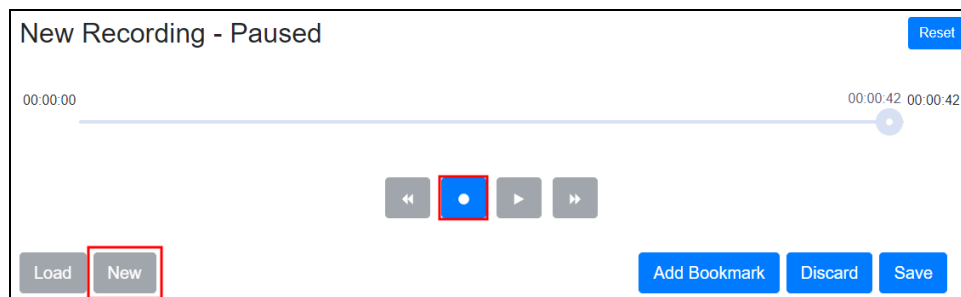 New Recording - Paused
Reset
00:00:00
00:00:42 00:00:42
Load New Add Bookmark Discard Save